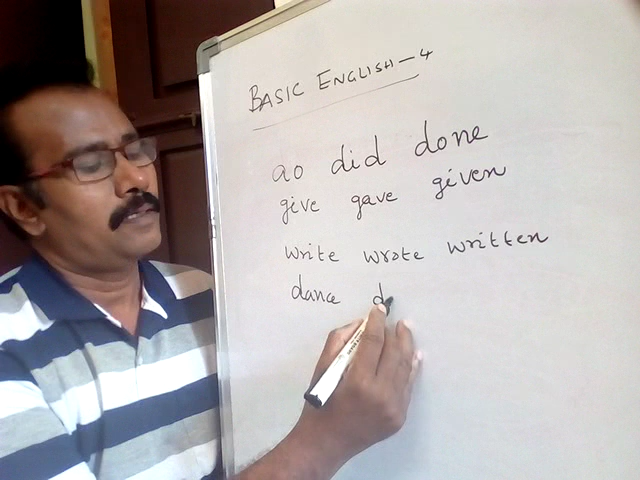 BASIC ENGLISH-4
do did done
give gave given
write wrote written
dance d